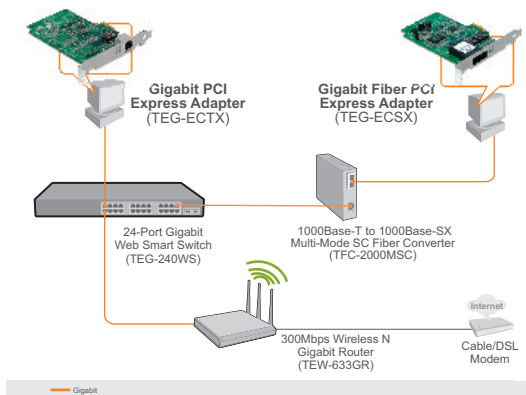 Gigabit PCI
Express Adapter
(TEG-ECTX)
Gigabit Fiber PCI
Express Adapter
(TEG-ECSX)
24-Port Gigabit
Web Smart Switch
(TEG-240WS)
1000Base-T to 1000Base-SX
Multi-Mode SC Fiber Converter
(TFC-2000MSC)
300Mbps Wireless N
Gigabit Router
(TEW-633GR)
Internet
Cable/DSL
Modem
Gigabit